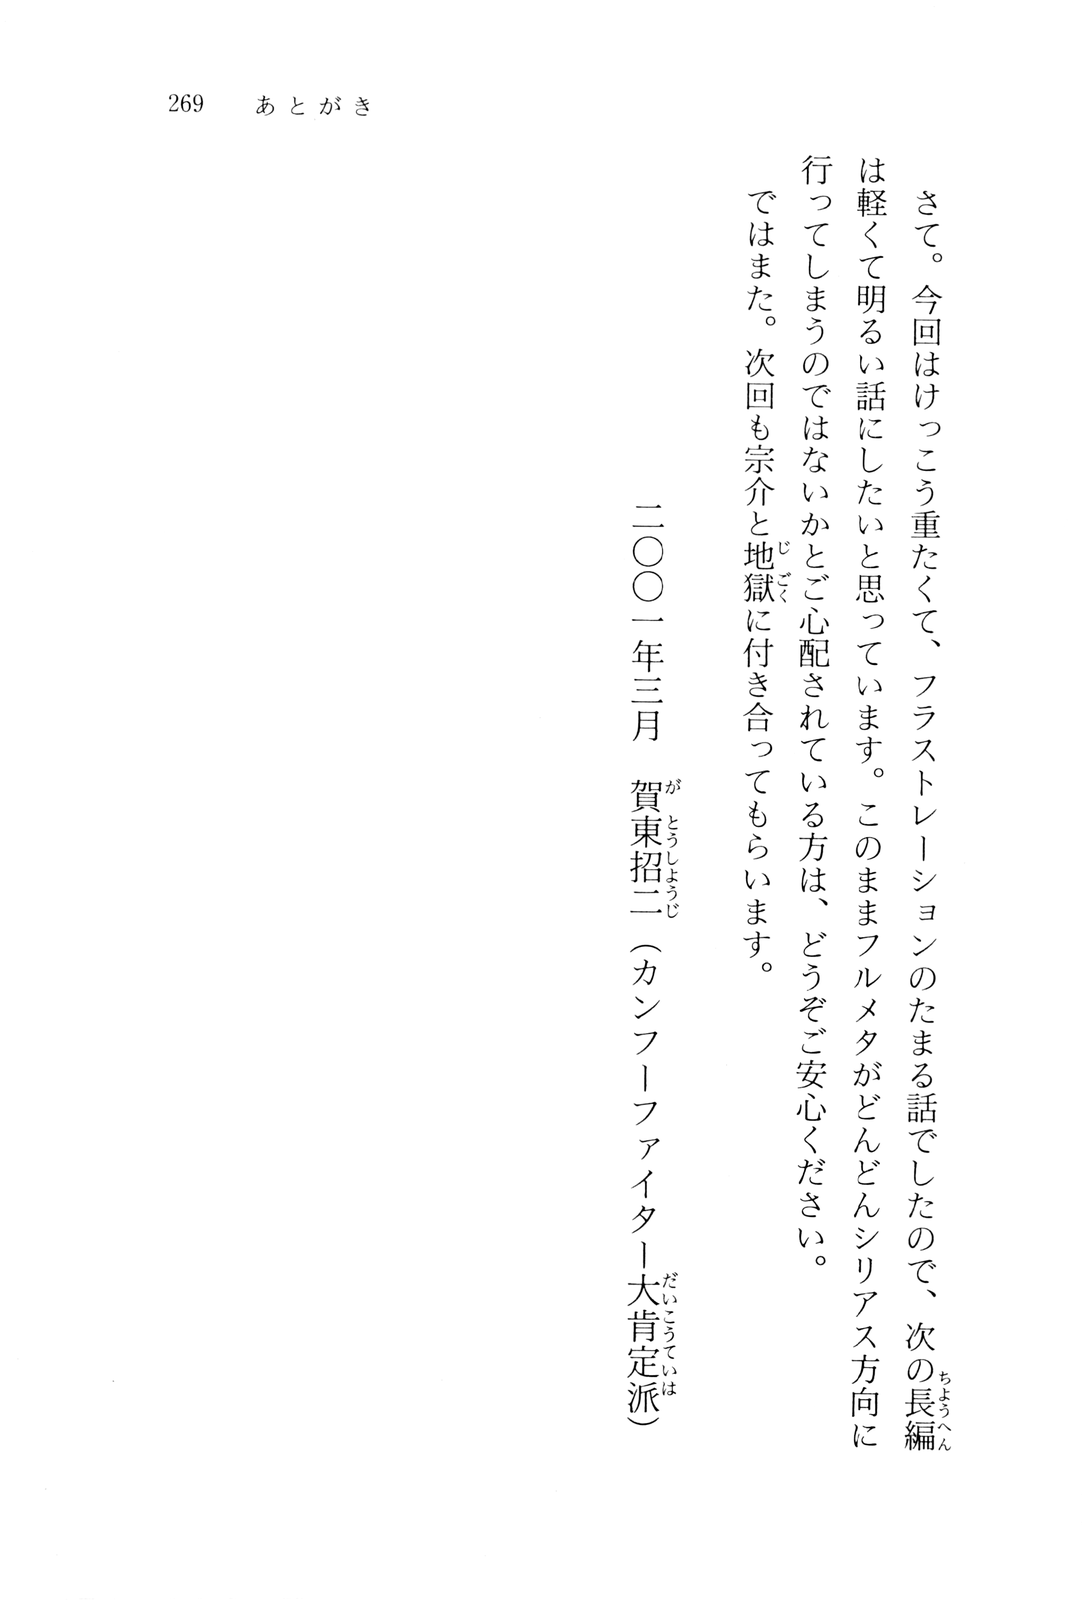 269 あとがき
さて。今回はけっこう重たくて、フラストレーションのたまる話でしたので、次の長編
は軽くて明るい話にしたいと思っています。このままフルメタがどんどんシリアス方向に
行ってしまうのではないかとご心配されている方は、どうぞご安心ください。
ではまた。次回も宗介と地獄に付き合ってもらいます。
二〇〇一年三月 賀東招二（カンフーファイター大肯定派）